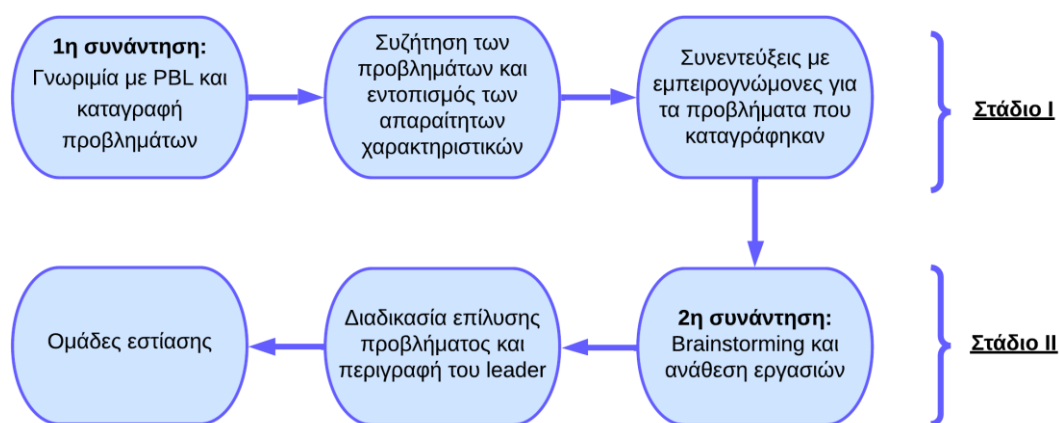 1η συνάντηση:
Γνωριμία με PBL και
καταγραφή
προβλημάτων
Συζήτηση των
προβλημάτων και
εντοπισμός των
απαραίτητων
χαρακτηριστικών
Συνεντεύξεις με
εμπειρογνώμονες για
τα προβλήματα που
καταγράφηκαν
Στάδιο I
Ομάδες εστίασης
Διαδικασία επίλυσης
προβλήματος και
περιγραφή του leader
2η συνάντηση:
Brainstorming και
ανάθεση εργασιών
Στάδιο II